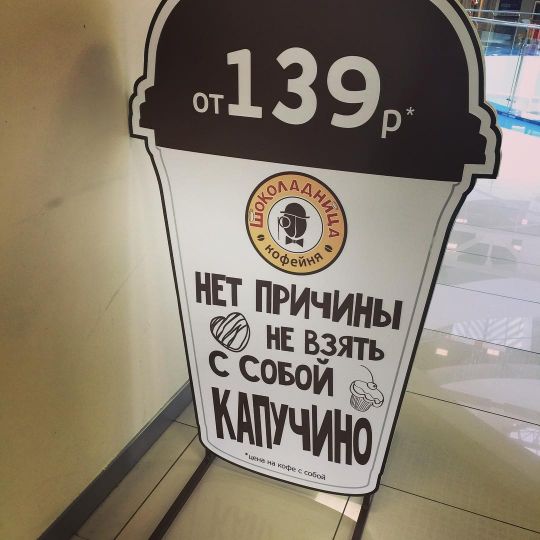 от 139 р*
ШОКОЛАДНИЦА
кофейня
НЕТ ПРИЧИНЫ
НЕ ВЗЯТЬ
С СОБОЙ
КАПУЧИНО
*цена на кофе с собой